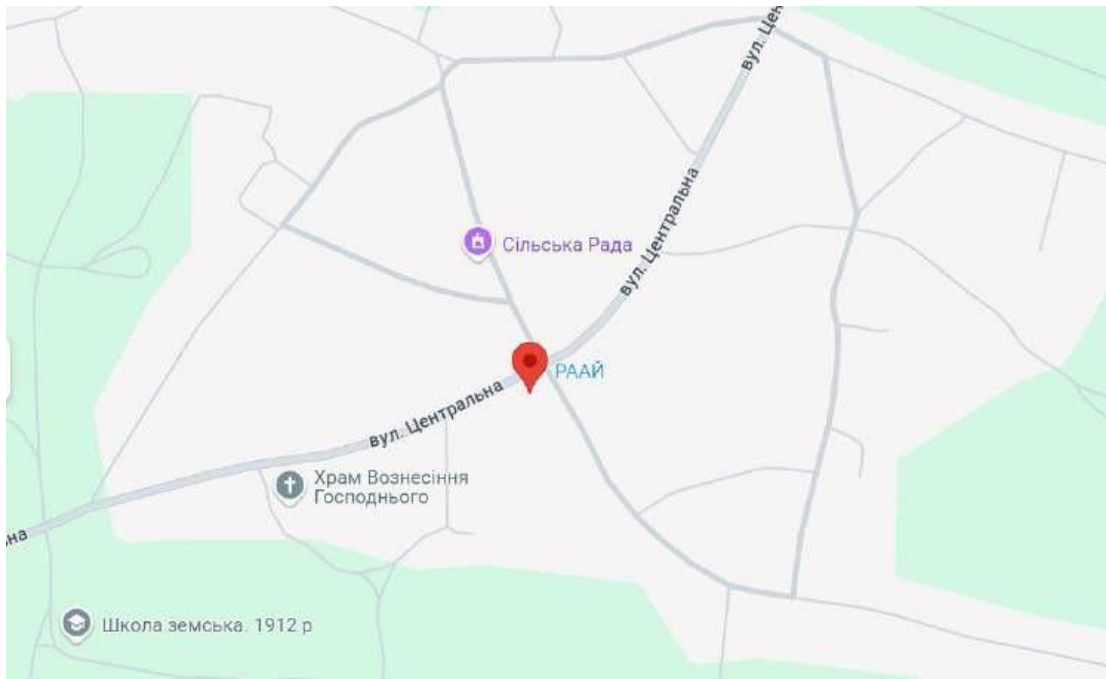 вул. Цен
вул. Центральна
Сільська Рада
РААЙ
вул. Центральна
Храм Вознесіння
Господнього
на
Школа земська. 1912 р